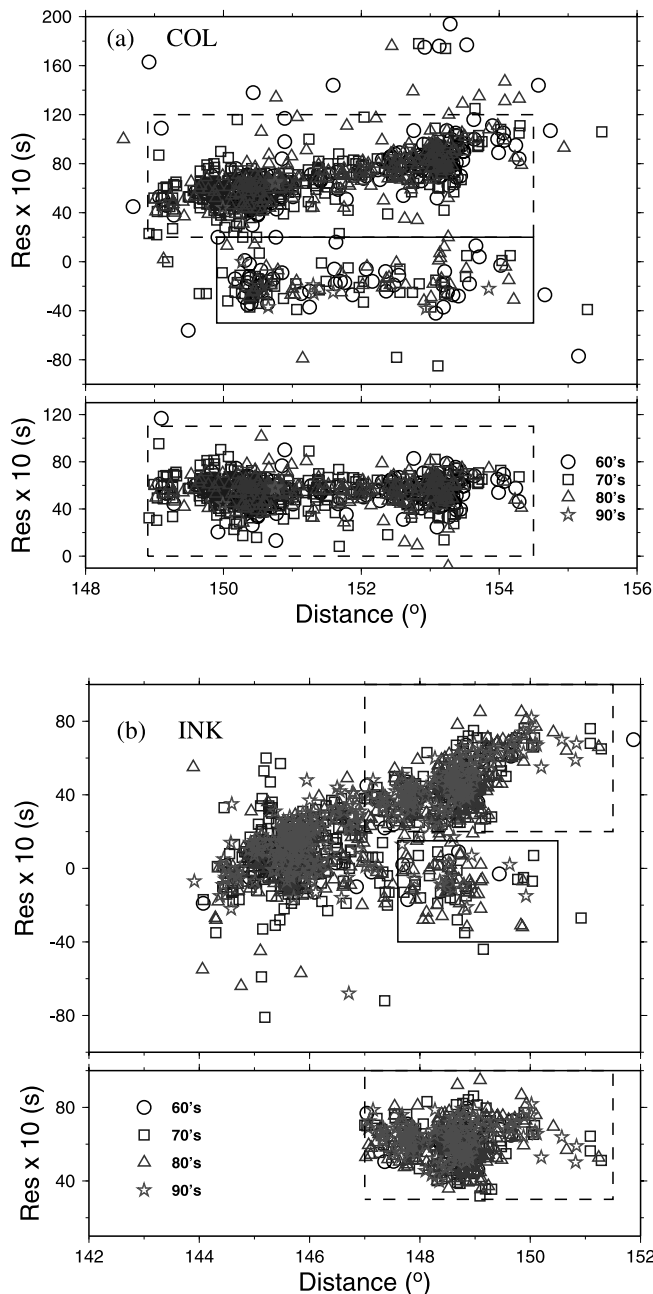 (a) COL
Res x 10 (s)
200
160
120
80
40
0
-40
-80
Res x 10 (s)
120
80
40
0
60's
70's
80's
90's
148 150 152 154 156
Distance (º)
(b) INK
Res x 10 (s)
80
40
0
-40
-80
Res x 10 (s)
80
40
60's
70's
80's
90's
142 144 146 148 150 152
Distance (º)